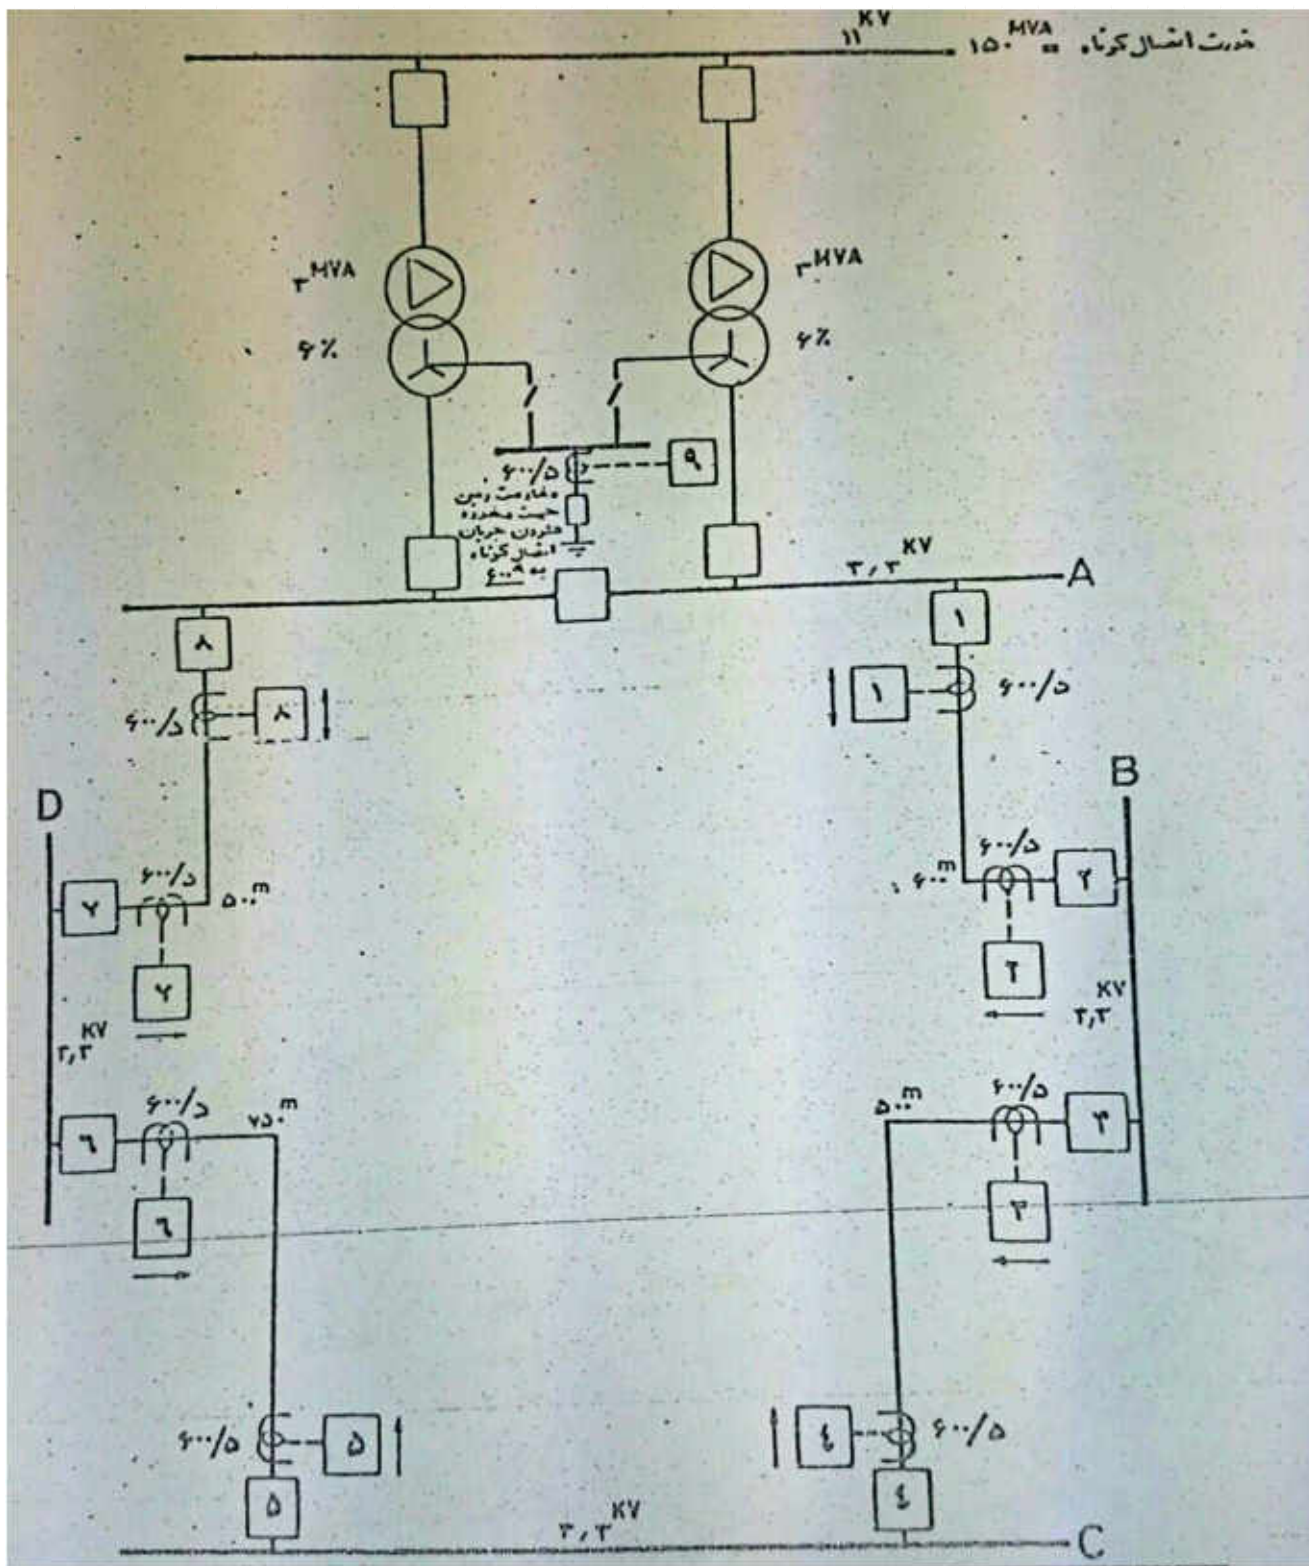 ۱۱ KV
قدرت اتصال کوتاه = ۱۵۰ MVA
۳ MVA
۳ MVA
۶٪
۶٪
۶۰۰/۵
۹
مقاومت زمین
جهت محدود
کردن جریان
اتصال کوتاه
به ۶۰۰ A
۳,۳ KV
A
۸
۱
۶۰۰/۵
۸
۱
۶۰۰/۵
D
B
۷
۶۰۰/۵
۵۰۰ m
۶۰۰ m
۶۰۰/۵
۲
۷
۲
۳,۳ KV
۳,۳ KV
۶
۶۰۰/۵
۷۵۰ m
۵۰۰ m
۶۰۰/۵
۳
۶
۳
۶۰۰/۵
۵
۴
۶۰۰/۵
۵
۴
۳,۳ KV
C